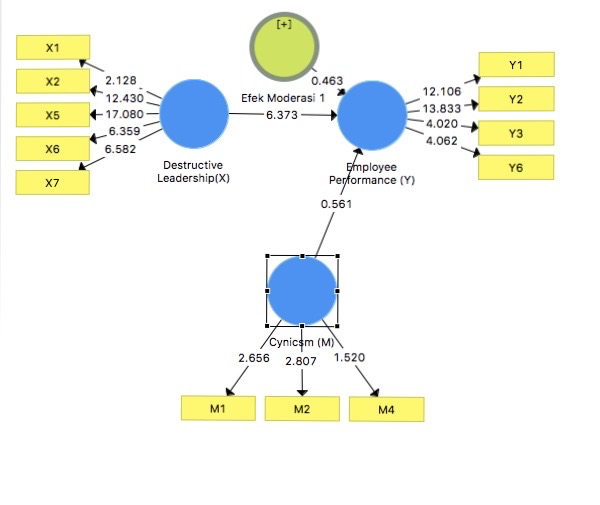 [+]
X1
2.128
X2
12.430
X5
17.080
X6
6.359
X7
6.582
Destructive
Leadership(X)
0.463
Efek Moderasi 1
6.373
Employee
Performance (Y)
12.106
Y1
13.833
Y2
4.020
Y3
4.062
Y6
0.561
Cynicsm (M)
2.656
2.807
1.520
M1
M2
M4